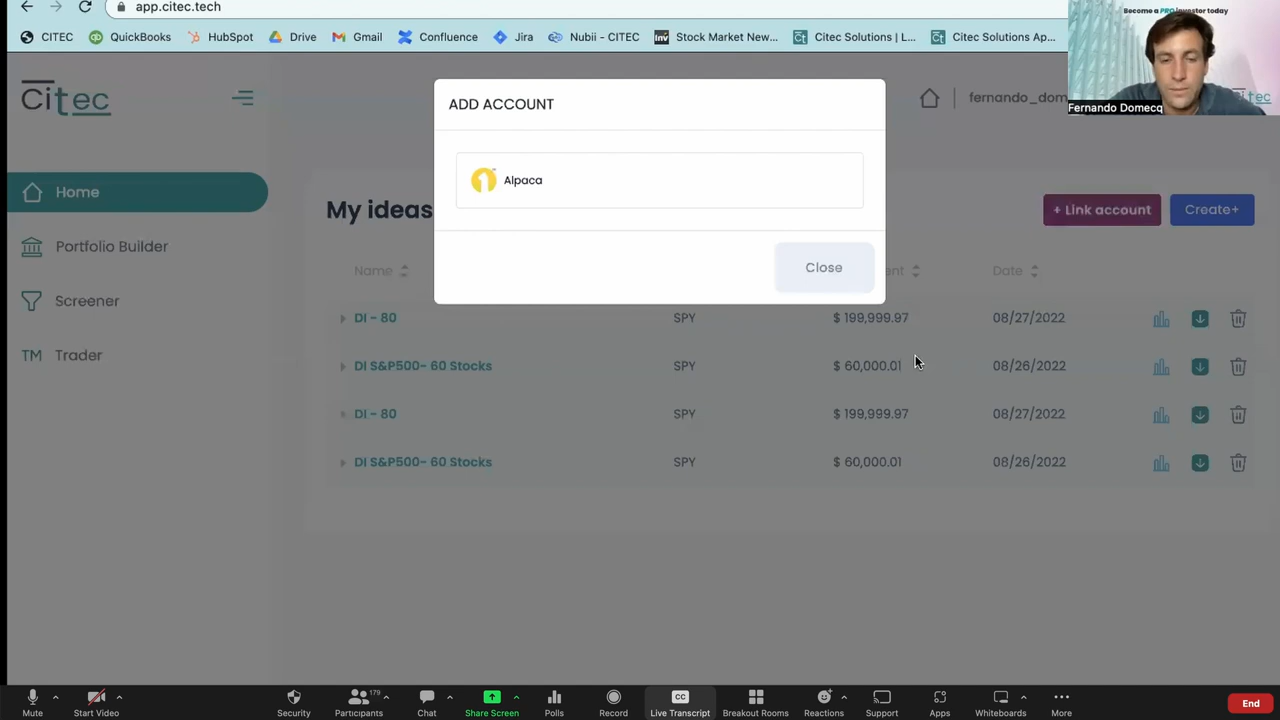 app.citec.tech
Become a PRO investor today
CITEC
QuickBooks
HubSpot
Drive
Gmail
Confluence
Jira
Nubii - CITEC
Stock Market New...
Citec Solutions | L...
Citec Solutions Ap...
Citec
ADD ACCOUNT
fernando_dom
Fernando Domecq
Alpaca
Home
My ideas
+ Link account
Create+
Portfolio Builder
Close
Name
ent
Date
Screener
DI - 80
SPY
$ 199,999.97
08/27/2022
TM
Trader
DI S&P500- 60 Stocks
SPY
$ 60,000.01
08/26/2022
DI - 80
SPY
$ 199,999.97
08/27/2022
DI S&P500- 60 Stocks
SPY
$ 60,000.01
08/26/2022
179
CC
Mute
Start Video
Security
Participants
Chat
Share Screen
Polls
Record
Live Transcript
Breakout Rooms
Reactions
Support
Apps
Whiteboards
More
End